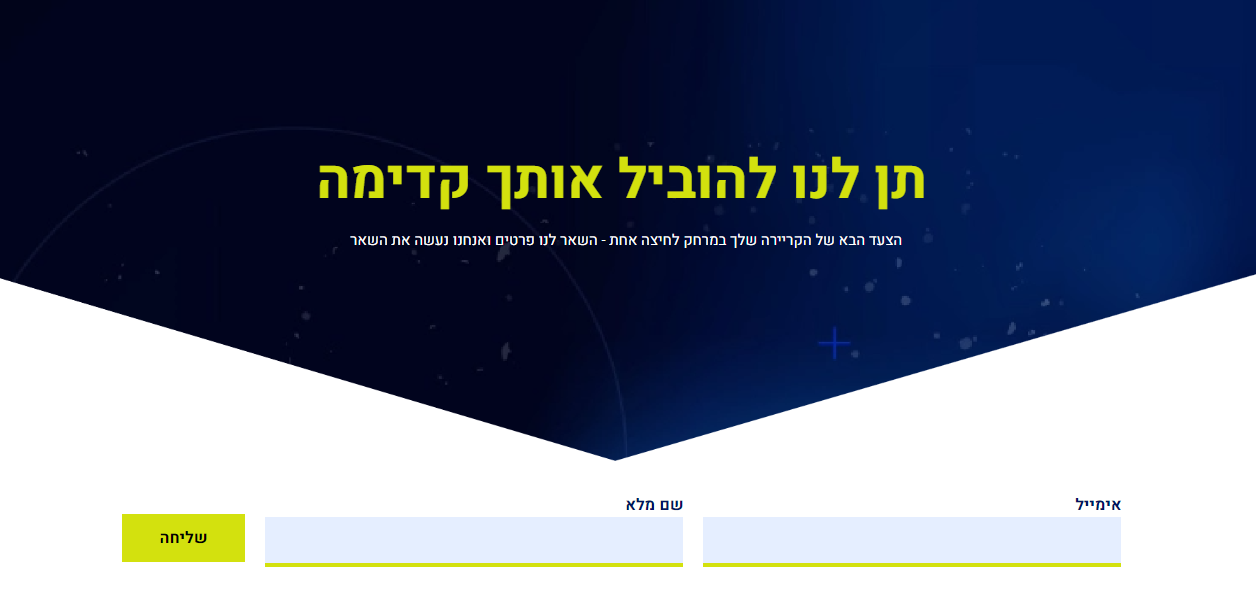 תן לנו להוביל אותך קדימה
הצעד הבא של הקריירה שלך במרחק לחיצה אחת - השאר לנו פרטים ואנחנו נעשה את השאר
אימייל
שם מלא
שליחה